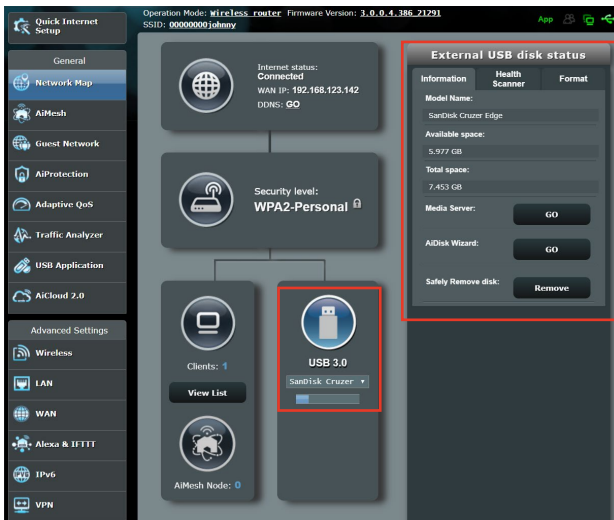 Quick Internet
Setup
General
Network Map
AiMesh
Guest Network
AiProtection
Adaptive QoS
Traffic Analyzer
USB Application
AiCloud 2.0
Advanced Settings
Wireless
LAN
WAN
Alexa & IFTTT
IPv6
VPN
Operation Mode: Wireless router Firmware Version: 3.0.0.4.386_21291
SSID: 00000000johnny
App
Internet status:
Connected
WAN IP: 192.168.123.142
DDNS: GO
Security level:
WPA2-Personal
Clients: 1
View List
AiMesh Node: 0
USB 3.0
SanDisk Cruzer
External USB disk status
Information
Health
Scanner
Format
Model Name:
SanDisk Cruzer Edge
Available space:
5.977 GB
Total space:
7.453 GB
Media Server:
GO
AiDisk Wizard:
GO
Safely Remove disk:
Remove